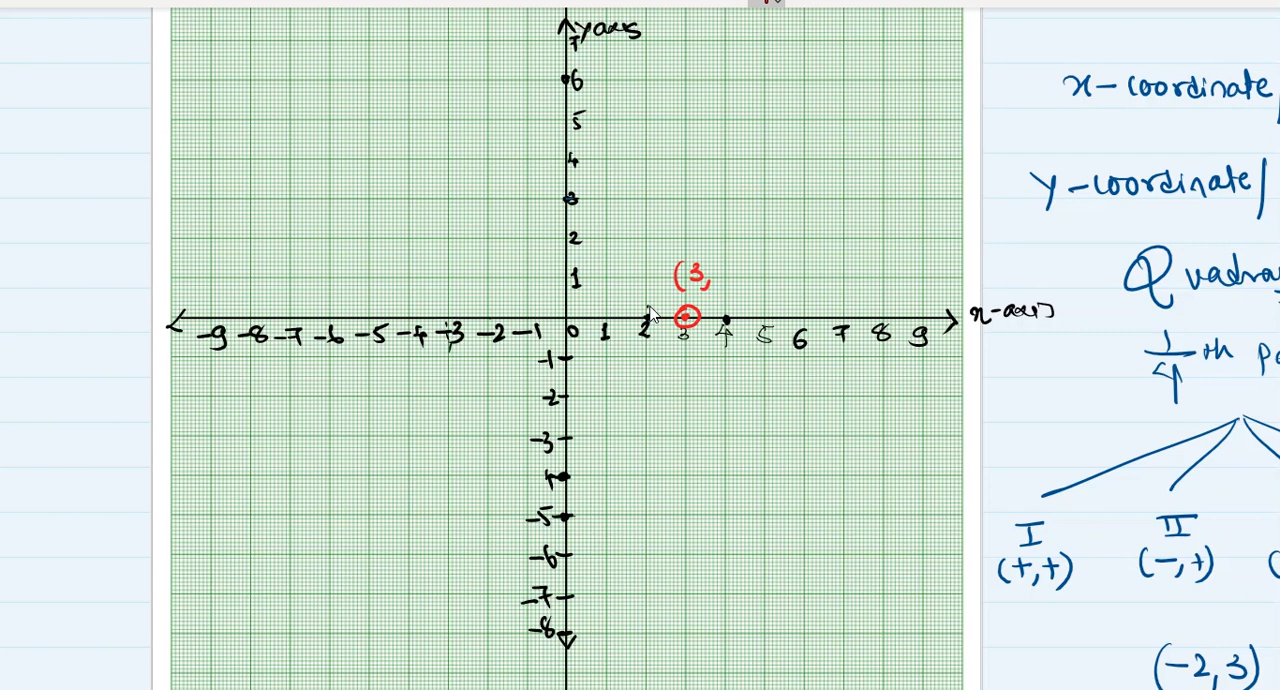 y axis
7
6
5
4
3
2
1
(3,
-9 -8 -7 -6 -5 -4 -3 -2 -1 0 1 2 3 4 5 6 7 8 9
x-axis
-1
-2
-3
-5
-6
-7
-8
x-coordinate/
y-coordinate/
Quadra
1/4 th
I II
(+,+) (-,+) (
(-2,3)